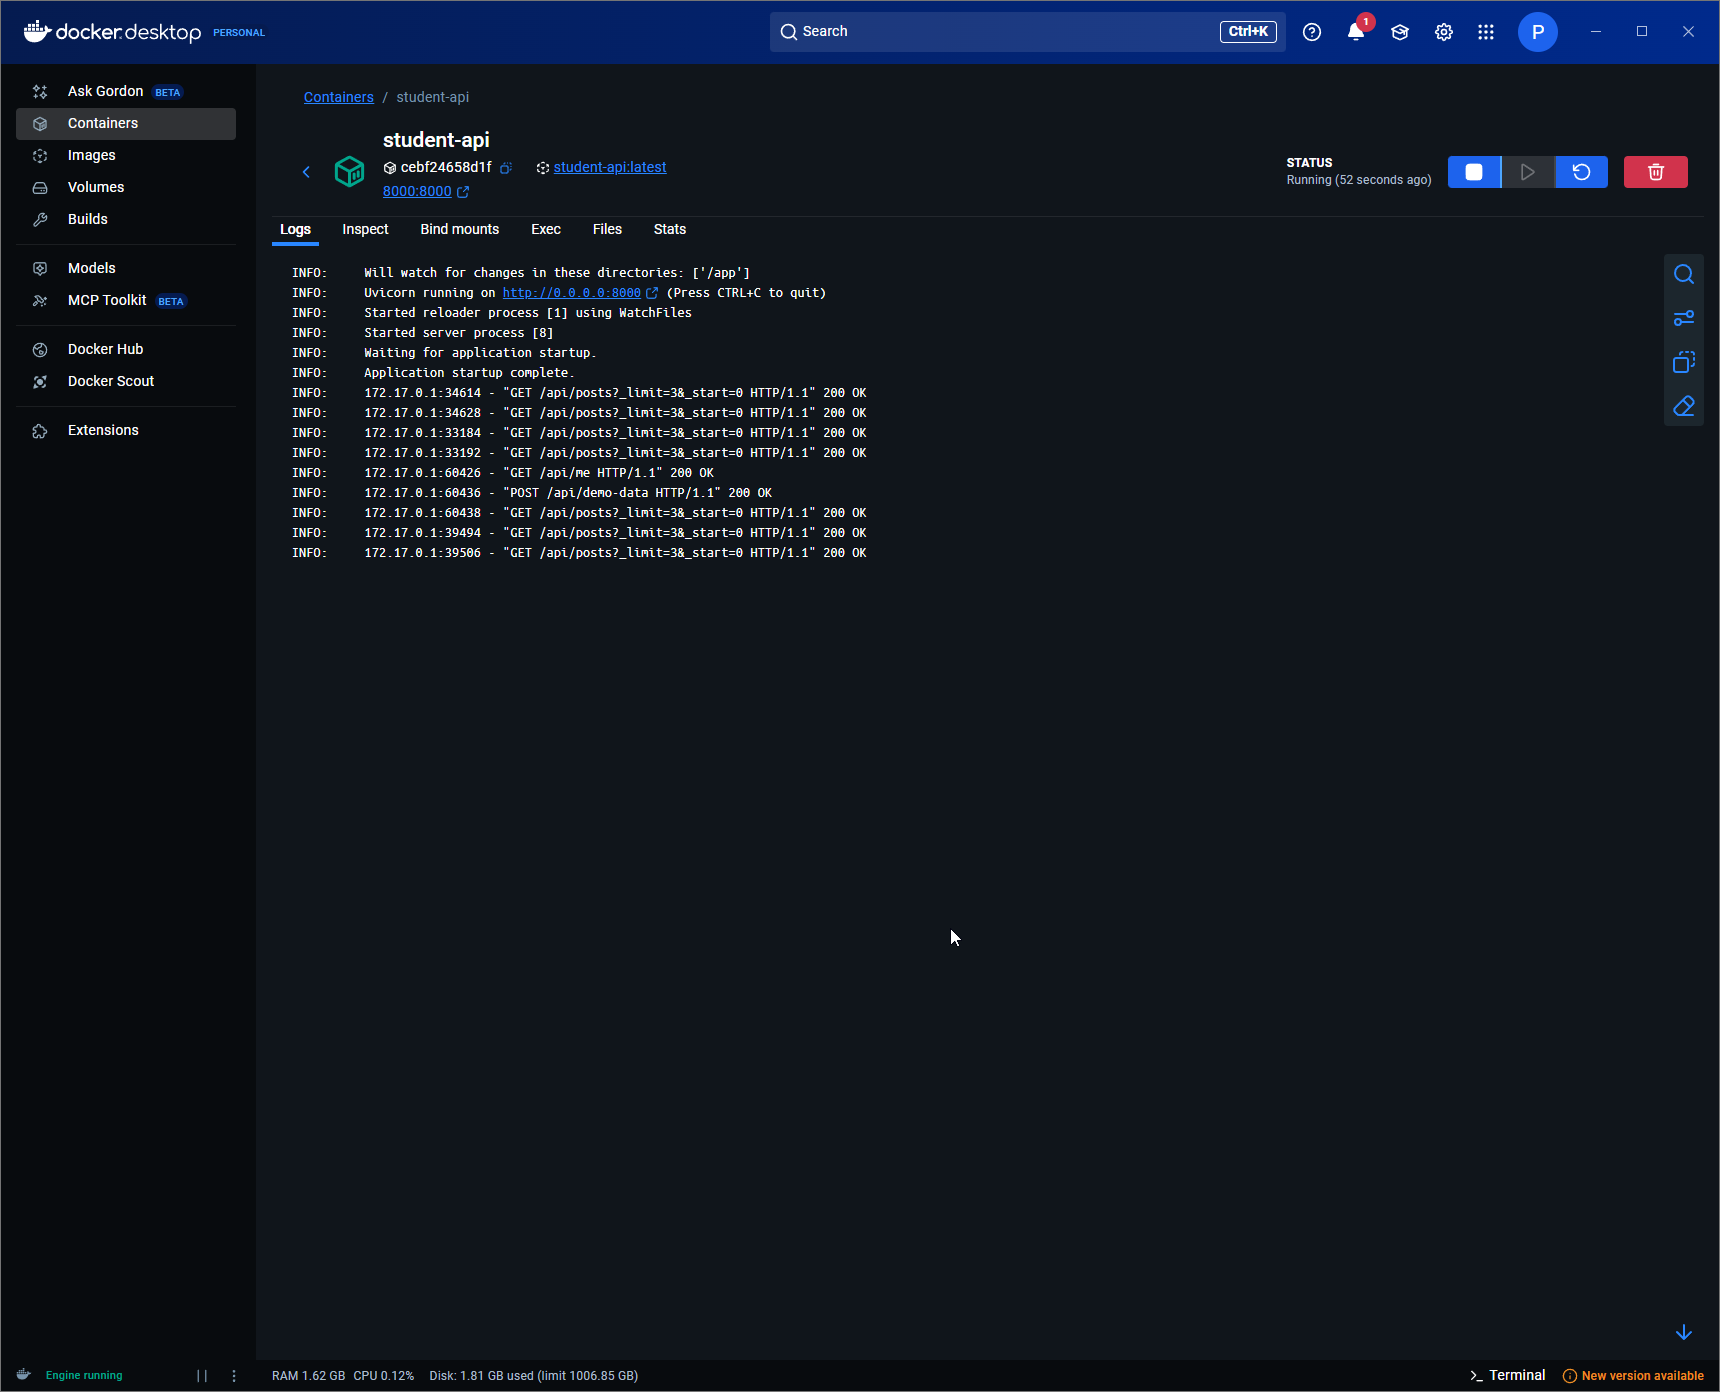 docker.desktop PERSONAL
Search
Ctrl+K
1
P
Ask Gordon BETA
Containers
Images
Volumes
Builds
Models
MCP Toolkit BETA
Docker Hub
Docker Scout
Extensions
Containers / student-api
student-api
cebf24658d1f student-api:latest
8000:8000
STATUS
Running (52 seconds ago)
Logs Inspect Bind mounts Exec Files Stats
INFO: Will watch for changes in these directories: ['/app']
INFO: Uvicorn running on http://0.0.0.0:8000 (Press CTRL+C to quit)
INFO: Started reloader process [1] using WatchFiles
INFO: Started server process [8]
INFO: Waiting for application startup.
INFO: Application startup complete.
INFO: 172.17.0.1:34614 - "GET /api/posts?_limit=3&_start=0 HTTP/1.1" 200 OK
INFO: 172.17.0.1:34628 - "GET /api/posts?_limit=3&_start=0 HTTP/1.1" 200 OK
INFO: 172.17.0.1:33184 - "GET /api/posts?_limit=3&_start=0 HTTP/1.1" 200 OK
INFO: 172.17.0.1:33192 - "GET /api/posts?_limit=3&_start=0 HTTP/1.1" 200 OK
INFO: 172.17.0.1:60426 - "GET /api/me HTTP/1.1" 200 OK
INFO: 172.17.0.1:60436 - "POST /api/demo-data HTTP/1.1" 200 OK
INFO: 172.17.0.1:60438 - "GET /api/posts?_limit=3&_start=0 HTTP/1.1" 200 OK
INFO: 172.17.0.1:39494 - "GET /api/posts?_limit=3&_start=0 HTTP/1.1" 200 OK
INFO: 172.17.0.1:39506 - "GET /api/posts?_limit=3&_start=0 HTTP/1.1" 200 OK
Engine running
RAM 1.62 GB CPU 0.12% Disk: 1.81 GB used (limit 1006.85 GB)
Terminal
New version available